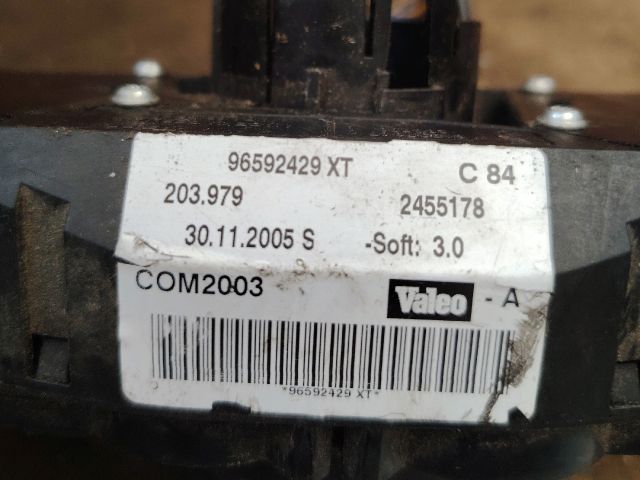 96592429 XT C 84
203.979 2455178
30.11.2005 S -Soft: 3.0
COM2003 Valeo - A
*96592429 XT*